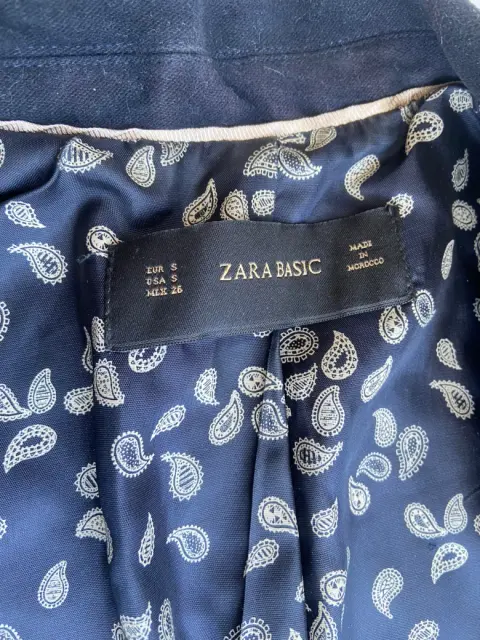 EUR S
USA S
MEX 26
ZARA BASIC
MADE
IN
MOROCCO